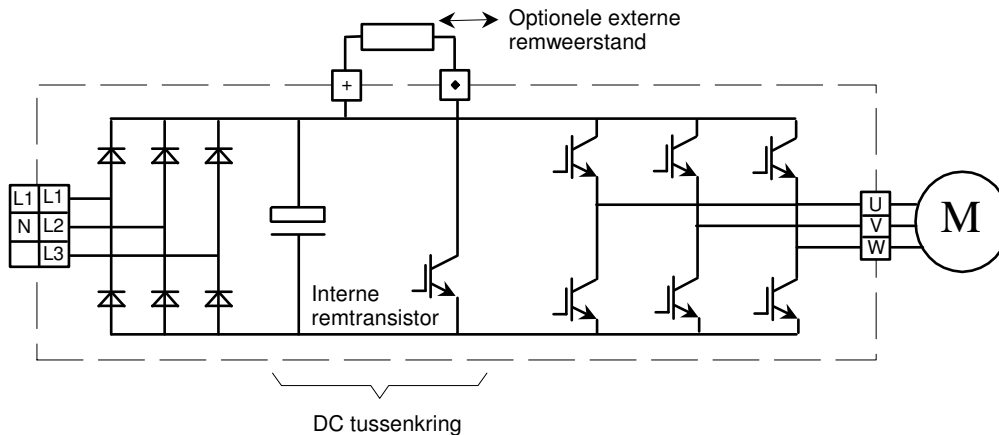 Optionele externe
remweerstand
+
L1 L1
N L2
L3
Interne
remtransistor
U
V
W
M
DC tussenkring